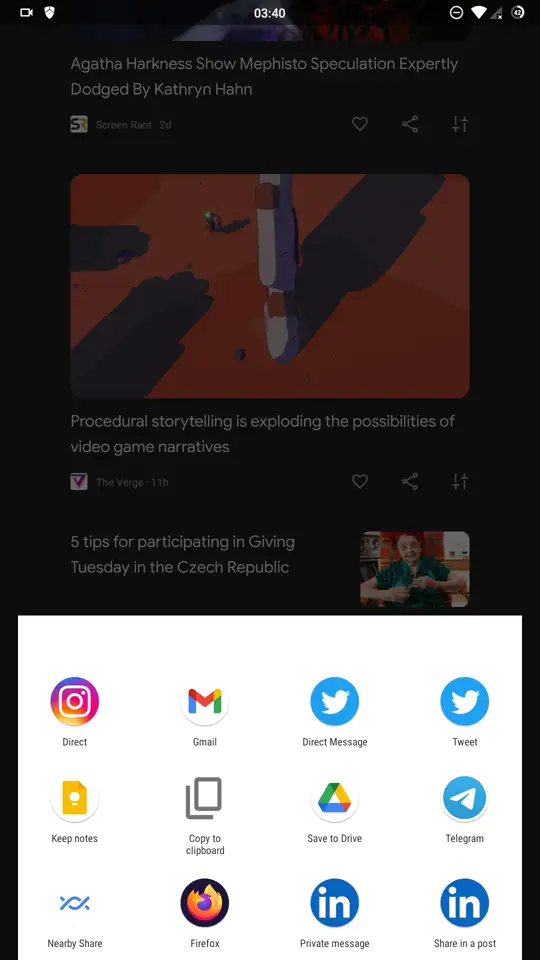 03:40
42
Agatha Harkness Show Mephisto Speculation Expertly
Dodged By Kathryn Hahn
SR
Screen Rant · 2d
Procedural storytelling is exploding the possibilities of
video game narratives
The Verge · 11h
5 tips for participating in Giving
Tuesday in the Czech Republic
Direct
Gmail
Direct Message
Tweet
Keep notes
Copy to
clipboard
Save to Drive
Telegram
Nearby Share
Firefox
Private message
Share in a post